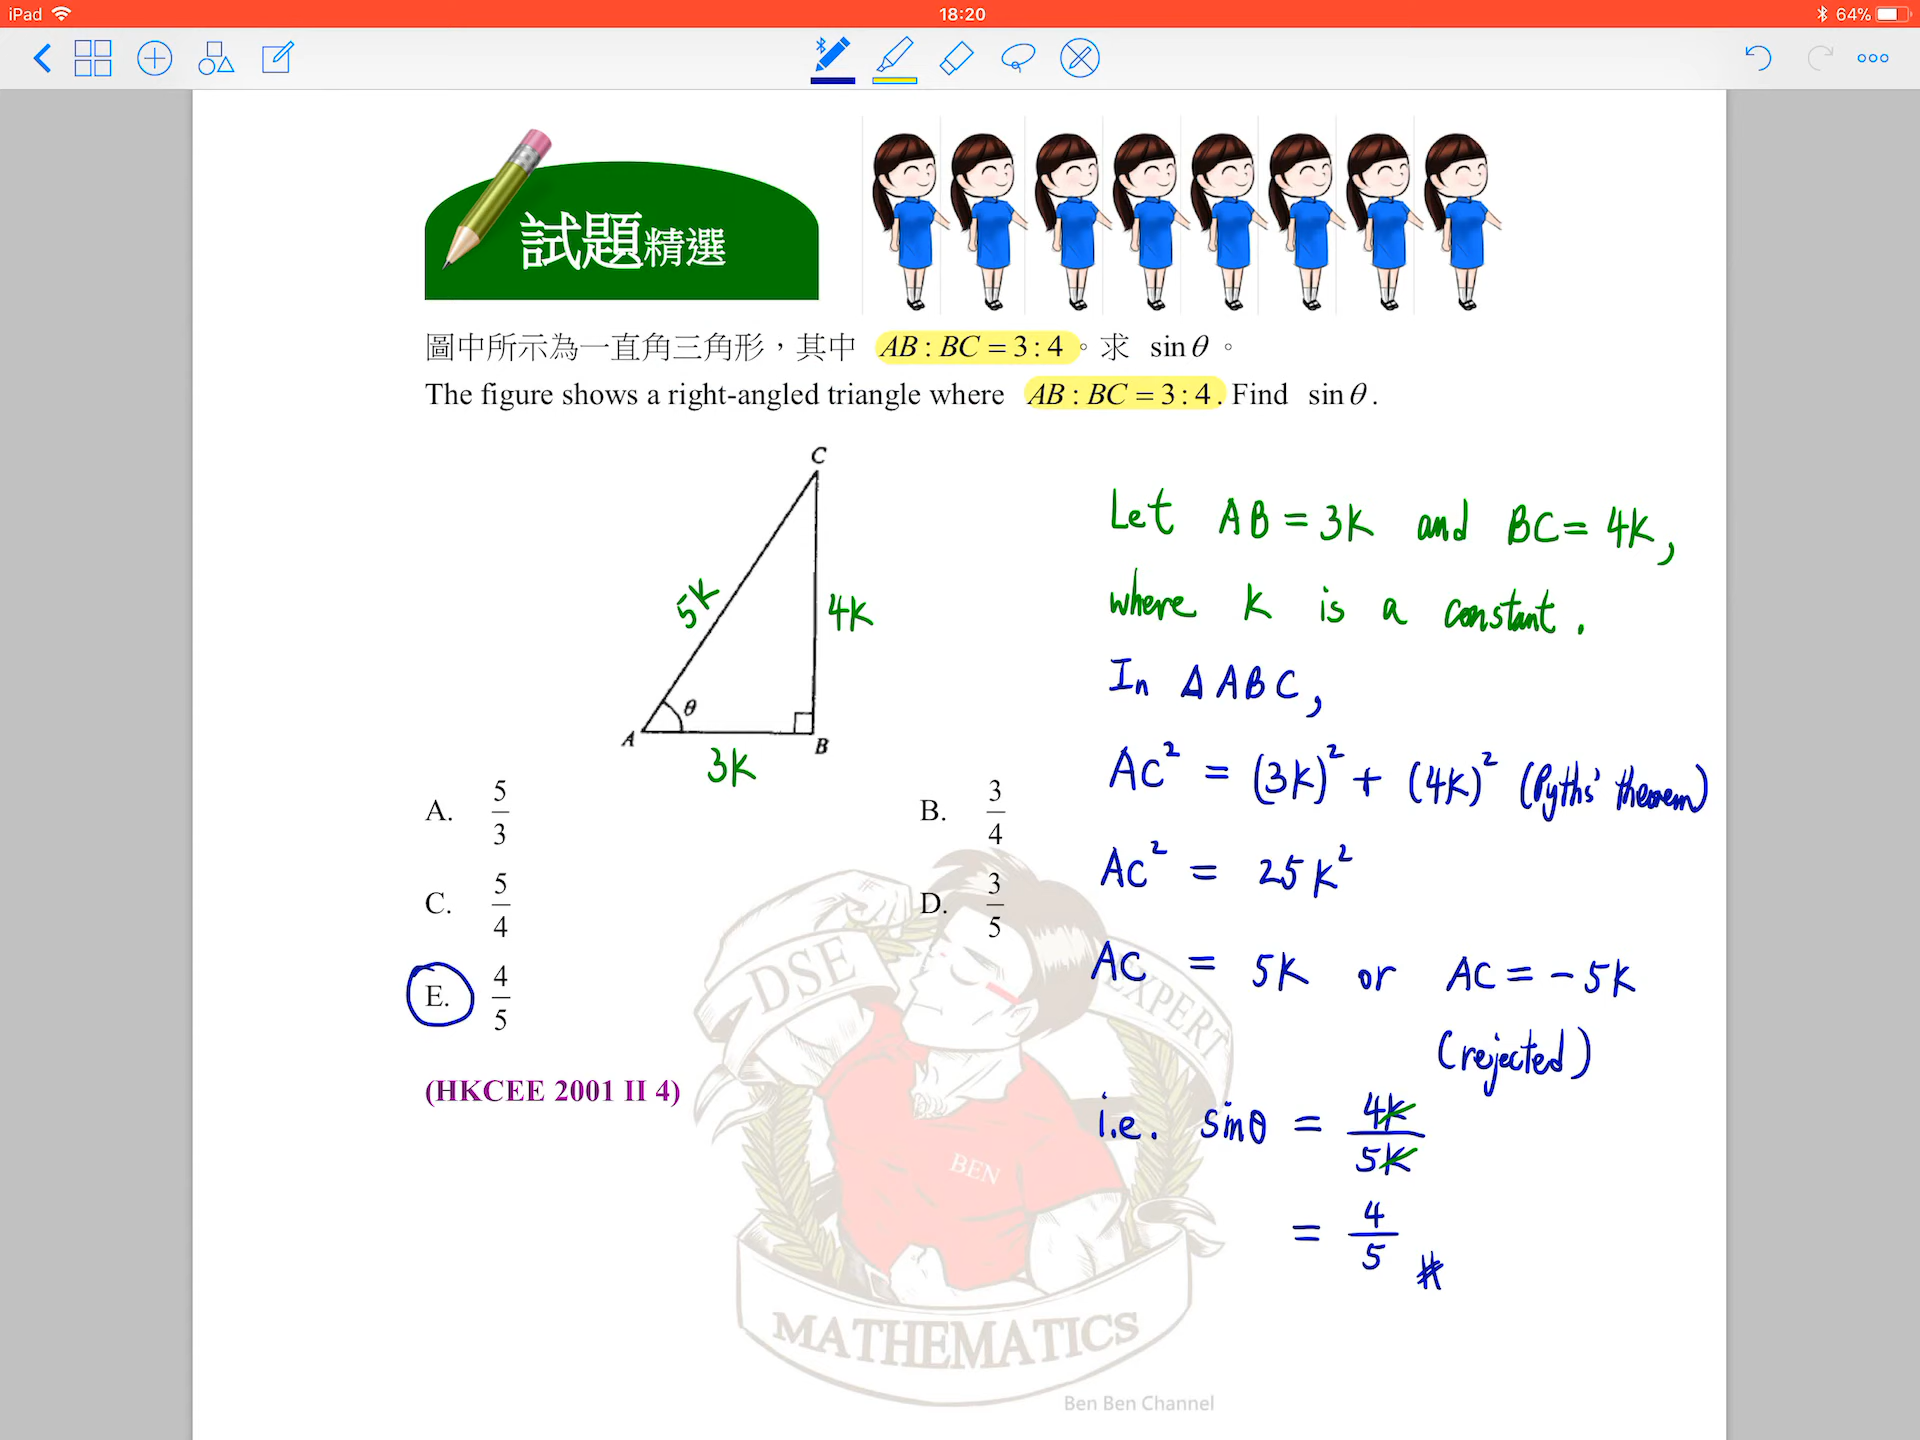 iPad 18:20 64%
試題精選
圖中所示為一直角三角形，其中 AB : BC = 3 : 4 。求 sin θ 。
The figure shows a right-angled triangle where AB : BC = 3 : 4 . Find sin θ .
C
5k
4k
θ
A
B
3k
A. 5/3
B. 3/4
C. 5/4
D. 3/5
E. 4/5
(HKCEE 2001 II 4)
Let AB = 3k and BC = 4k,
where k is a constant.
In Δ ABC,
AC² = (3k)² + (4k)² (Pyths' theorem)
AC² = 25k²
AC = 5k or AC = -5k
(rejected)
i.e. sinθ = 4k/5k
= 4/5 #
DSE EXPERT
BEN
MATHEMATICS
Ben Ben Channel